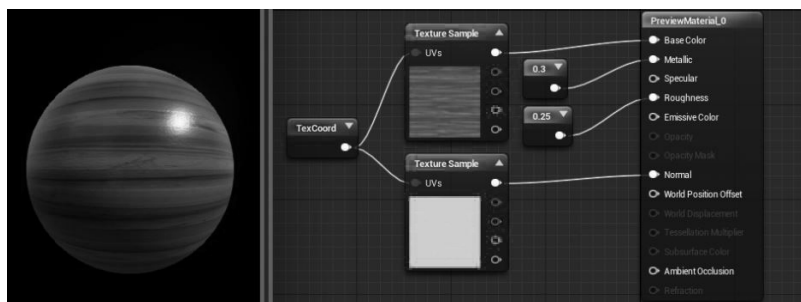 TexCoord
Texture Sample
UVs
0.3
0.25
Texture Sample
UVs
PreviewMaterial_0
Base Color
Metallic
Specular
Roughness
Emissive Color
Opacity
Opacity Mask
Normal
World Position Offset
World Displacement
Tessellation Multiplier
Subsurface Color
Ambient Occlusion
Refraction